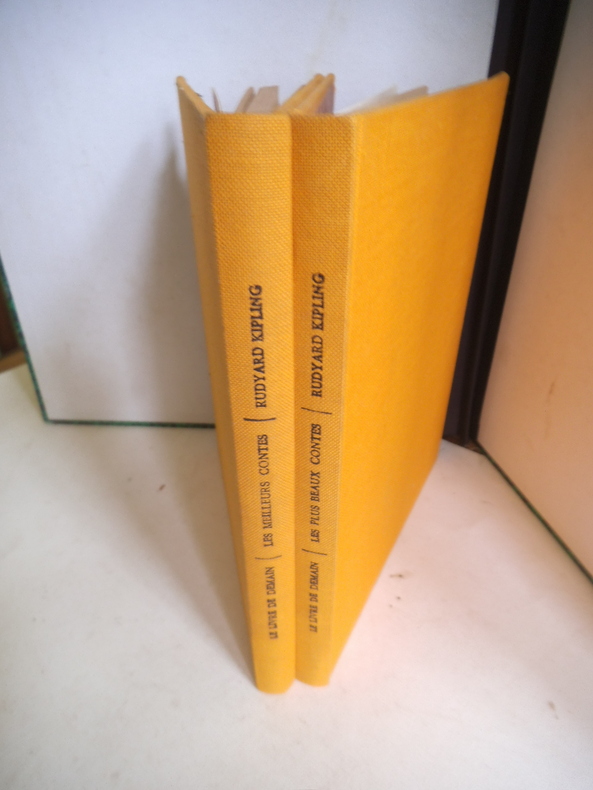 LE LIVRE DE DEMAIN LES MEILLEURS CONTES RUDYARD KIPLING
LE LIVRE DE DEMAIN LES PLUS BEAUX CONTES RUDYARD KIPLING